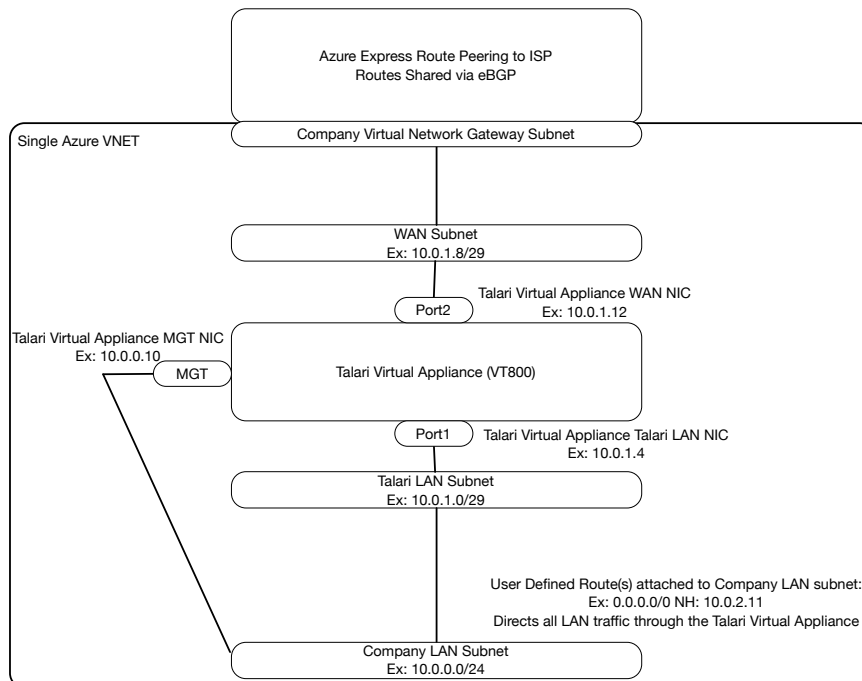 Azure Express Route Peering to ISP
Routes Shared via eBGP
Company Virtual Network Gateway Subnet
Single Azure VNET
WAN Subnet
Ex: 10.0.1.8/29
Port2
Talari Virtual Appliance WAN NIC
Ex: 10.0.1.12
Talari Virtual Appliance MGT NIC
Ex: 10.0.0.10
MGT
Talari Virtual Appliance (VT800)
Port1
Talari Virtual Appliance Talari LAN NIC
Ex: 10.0.1.4
Talari LAN Subnet
Ex: 10.0.1.0/29
User Defined Route(s) attached to Company LAN subnet:
Ex: 0.0.0.0/0 NH: 10.0.2.11
Directs all LAN traffic through the Talari Virtual Appliance
Company LAN Subnet
Ex: 10.0.0.0/24